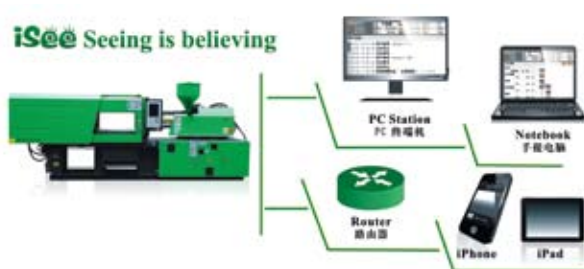 iSee Seeing is believing
PC Station
PC 终端机
Notebook
手提电脑
Router
路由器
iPhone
iPad